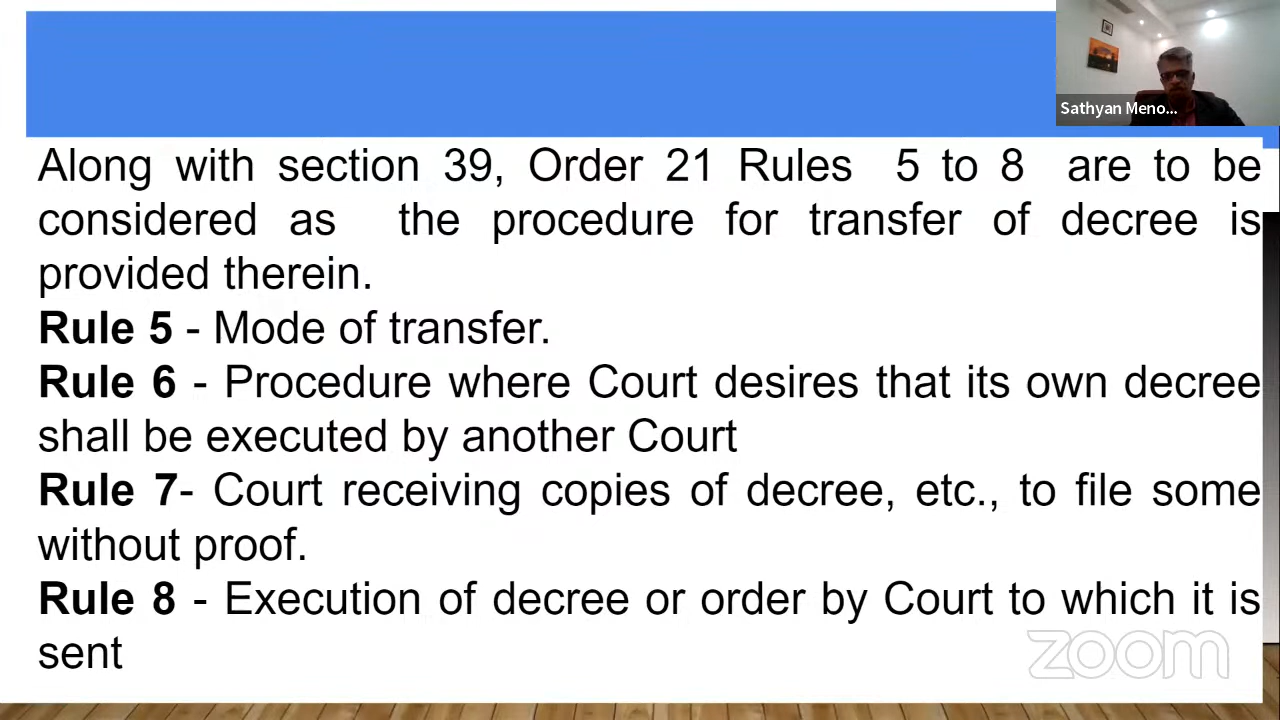 Sathyan Meno...
Along with section 39, Order 21 Rules 5 to 8 are to be
considered as the procedure for transfer of decree is
provided therein.
Rule 5 - Mode of transfer.
Rule 6 - Procedure where Court desires that its own decree
shall be executed by another Court
Rule 7- Court receiving copies of decree, etc., to file some
without proof.
Rule 8 - Execution of decree or order by Court to which it is
sent
zoom